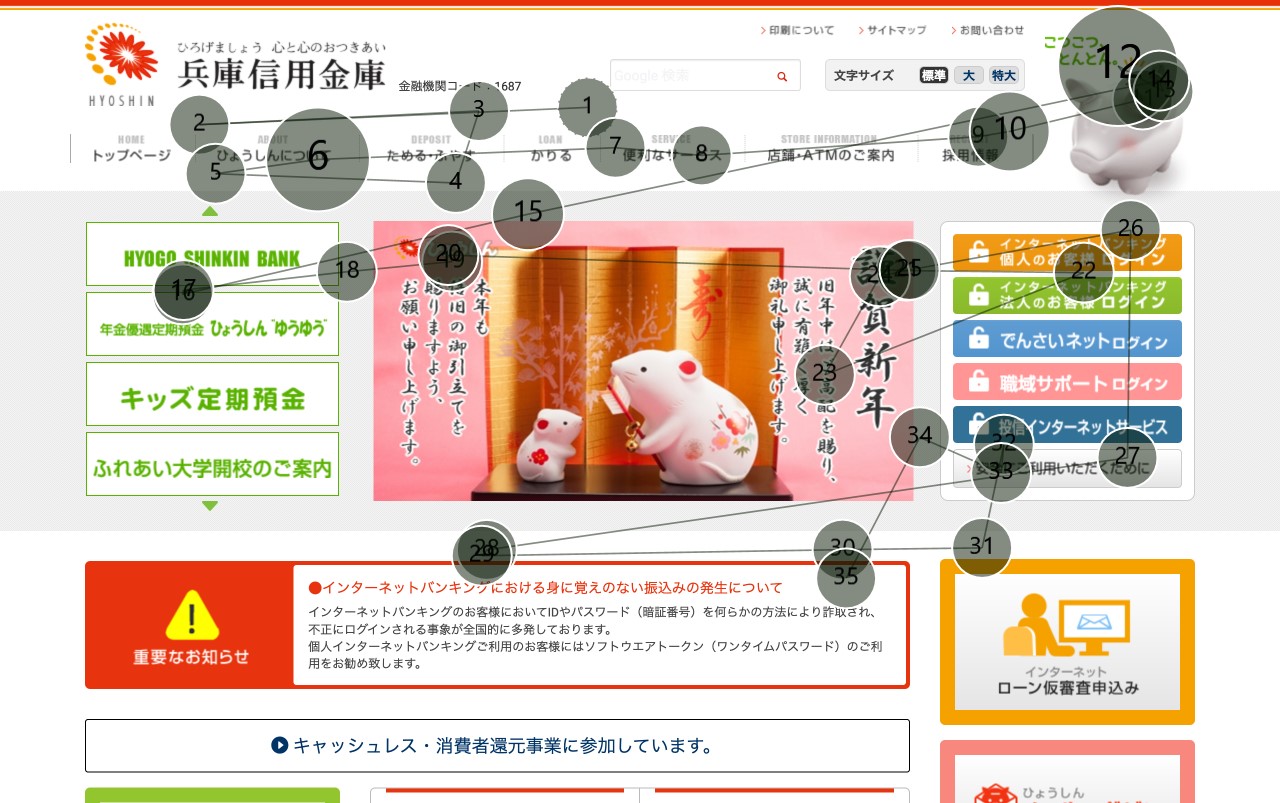 印刷について
サイトマップ
お問い合わせ
ひろげましょう 心と心のおつきあい
兵庫信用金庫
HYOSHIN
金融機関コード:1687
Google 検索
文字サイズ
標準
大
特大
こつこつ、
とんとん。
12
14
13
1
2
3
4
5
6
7
8
9
10
HOME
トップページ
ABOUT
ひょうしんについて
DEPOSIT
ためる・ふやす
LOAN
かりる
SERVICE
便利なサービス
STORE INFORMATION
店舗・ATMのご案内
採用情報
15
17
16
18
20
19
HYOGO SHINKIN BANK
年金優遇定期預金 ひょうしん"ゆうゆう"
キッズ定期預金
ふれあい大学開校のご案内
謹賀新年
旧年中は
を賜り、
誠に有難く厚く
御礼申し上げます。
寿
本年も
の御引立てを
賜りますよう、
お願い申し上げます。
25
23
22
26
インターネットバンキング
個人のお客様 ログイン
インターネットバンキング
法人のお客様 ログイン
でんさいネットログイン
職域サポート ログイン
投信インターネットサービス
ご利用いただくために
27
28
29
30
31
32
33
34
35
重要なお知らせ
●インターネットバンキングにおける身に覚えのない振込みの発生について
インターネットバンキングのお客様においてIDやパスワード（暗証番号）を何らかの方法により詐取され、
不正にログインされる事象が全国的に多発しております。
個人インターネットバンキングご利用のお客様にはソフトウエアトークン（ワンタイムパスワード）のご利
用をお勧め致します。
インターネット
ローン仮審査申込み
キャッシュレス・消費者還元事業に参加しています。
ひょうしん